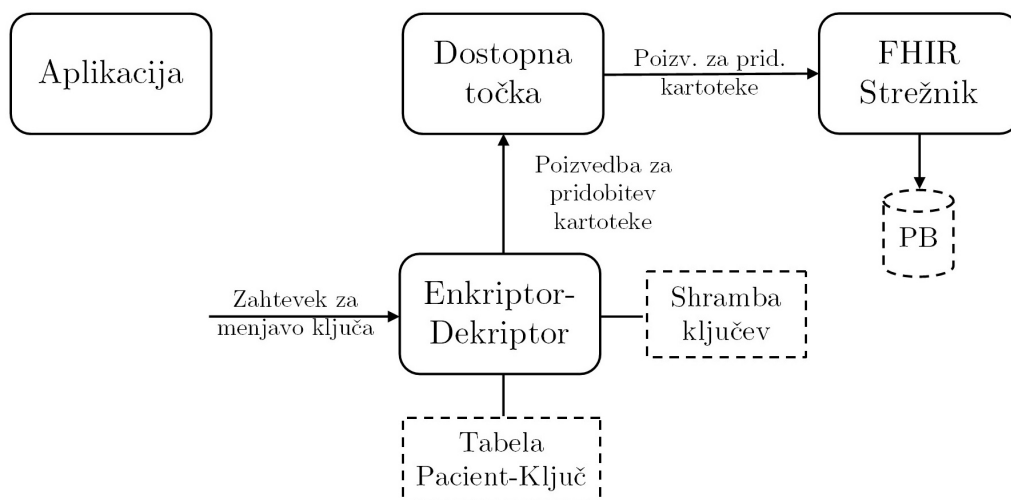 Aplikacija
Dostopna
točka
Poizv. za prid.
kartoteke
FHIR
Strežnik
Poizvedba za
pridobitev
kartoteke
PB
Zahtevek za
menjavo ključa
Enkriptor-
Dekriptor
Shramba
ključev
Tabela
Pacient-Ključ